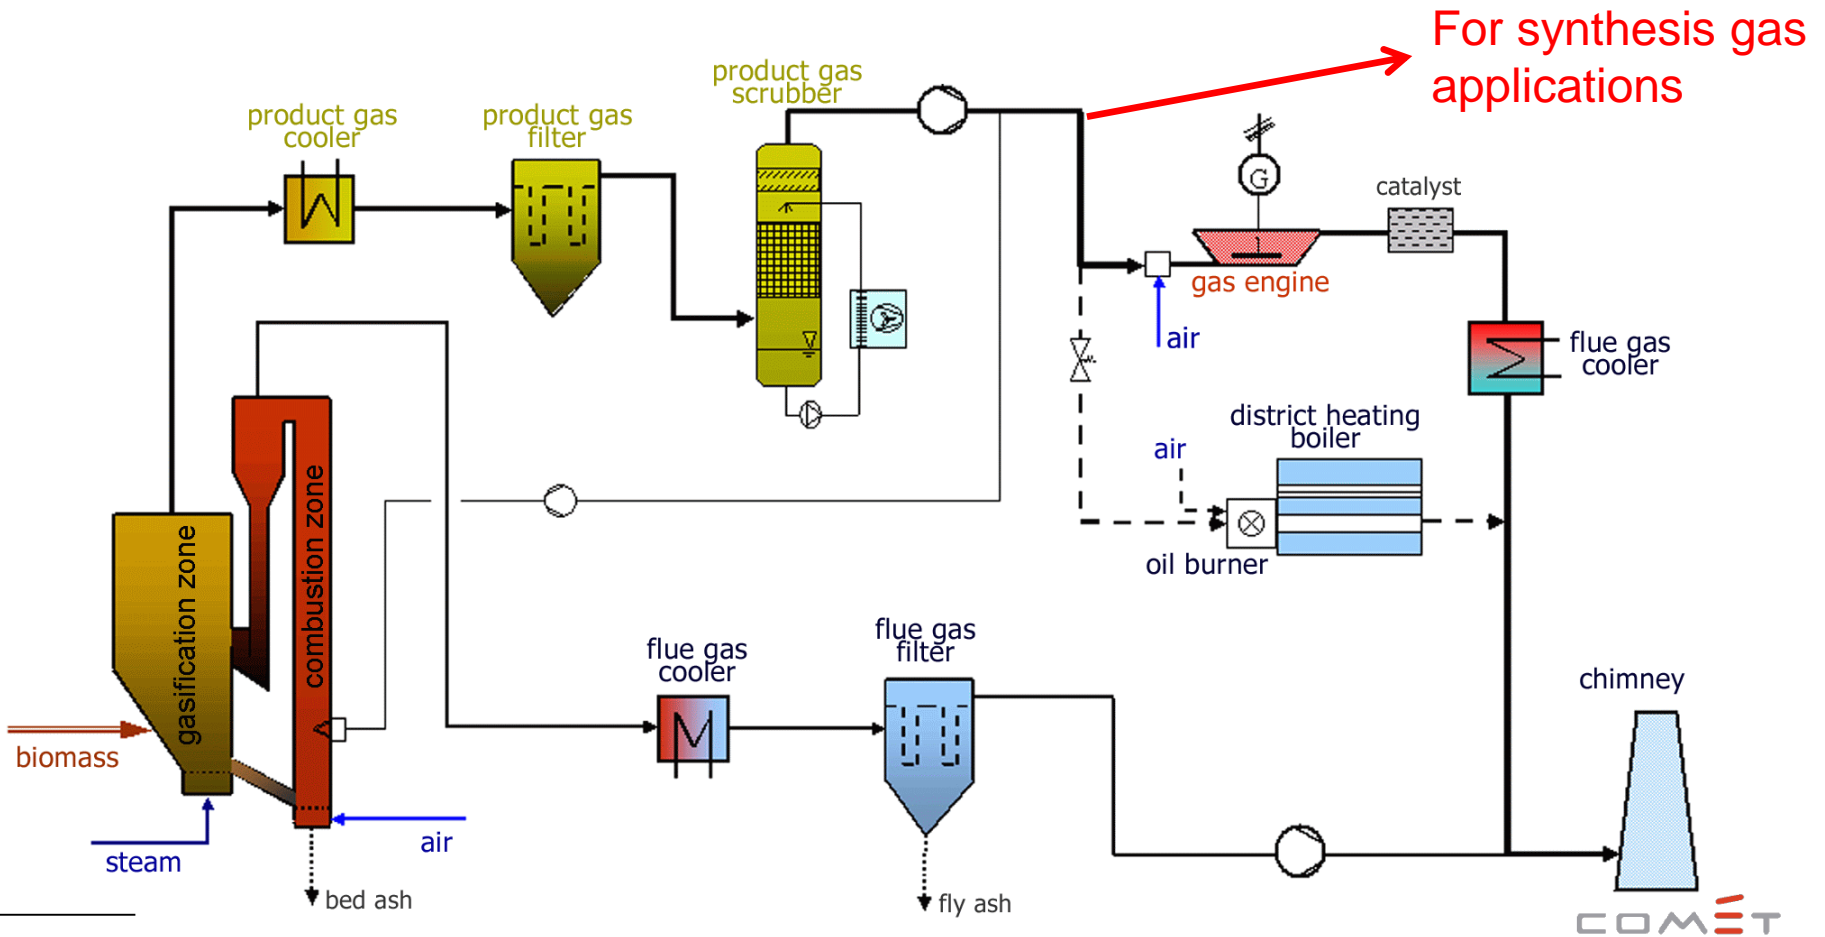 For synthesis gas
applications
product gas
scrubber
product gas
cooler
product gas
filter
G
catalyst
gas engine
air
flue gas
cooler
district heating
boiler
air
oil burner
gasification zone
combustion zone
flue gas
cooler
flue gas
filter
chimney
biomass
steam
air
bed ash
fly ash
COMET